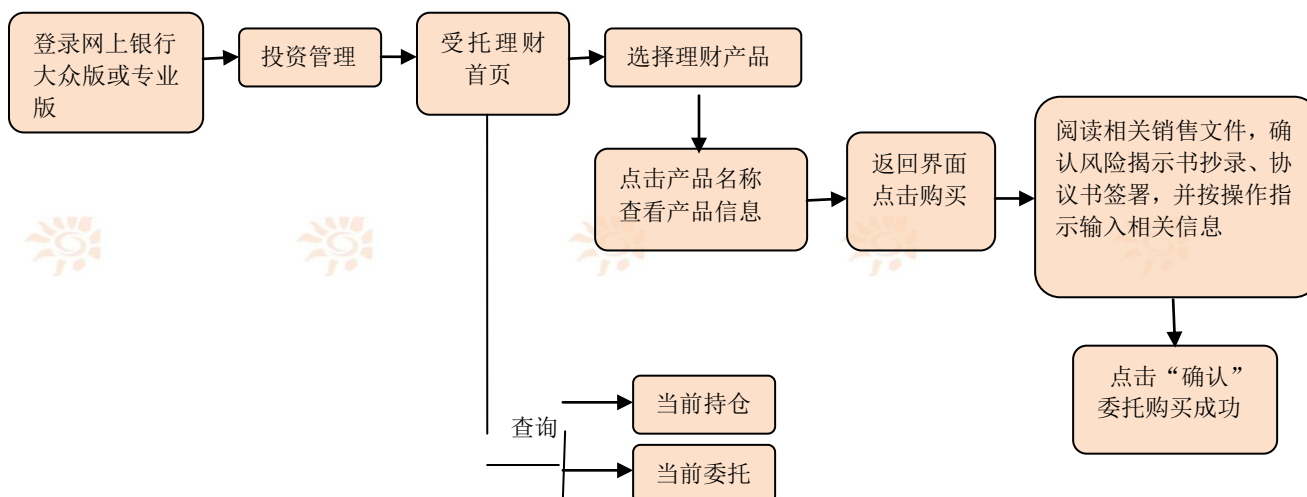 登录网上银行
大众版或专业
版
投资管理
受托理财
首页
选择理财产品
点击产品名称
查看产品信息
返回界面
点击购买
阅读相关销售文件，确
认风险揭示书抄录、协
议书签署，并按操作指
示输入相关信息
点击“确认”
委托购买成功
查询
当前持仓
当前委托